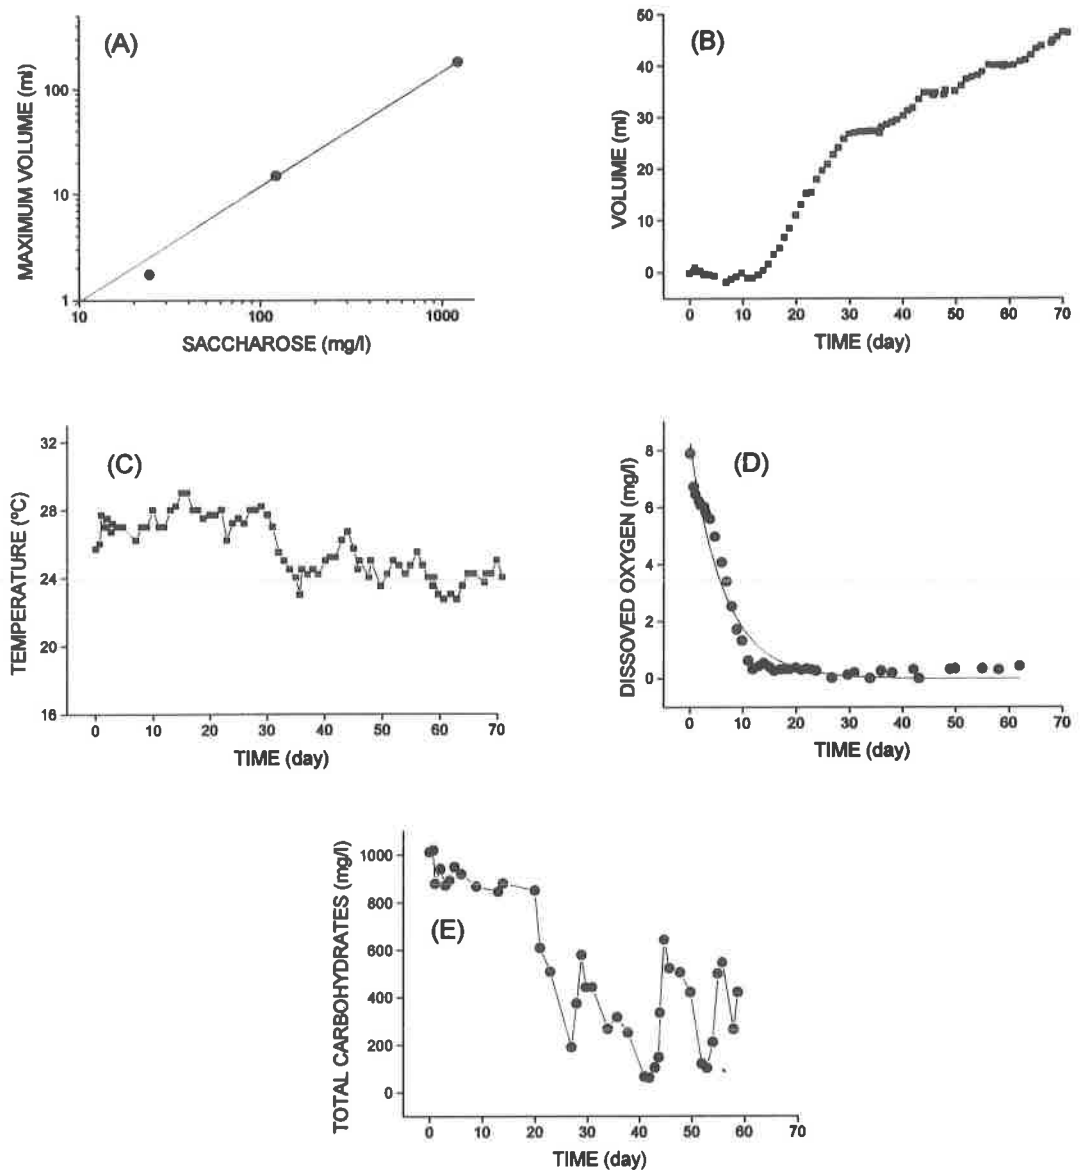 (A)
MAXIMUM VOLUME (ml)
100
10
1
10 100 1000
SACCHAROSE (mg/l)
(B)
VOLUME (ml)
50
40
30
20
10
0
0 10 20 30 40 50 60 70
TIME (day)
(C)
TEMPERATURE (ºC)
32
28
24
20
16
0 10 20 30 40 50 60 70
TIME (day)
(D)
DISSOVED OXYGEN (mg/l)
8
6
4
2
0
0 10 20 30 40 50 60 70
TIME (day)
(E)
TOTAL CARBOHYDRATES (mg/l)
1000
800
600
400
200
0
0 10 20 30 40 50 60 70
TIME (day)